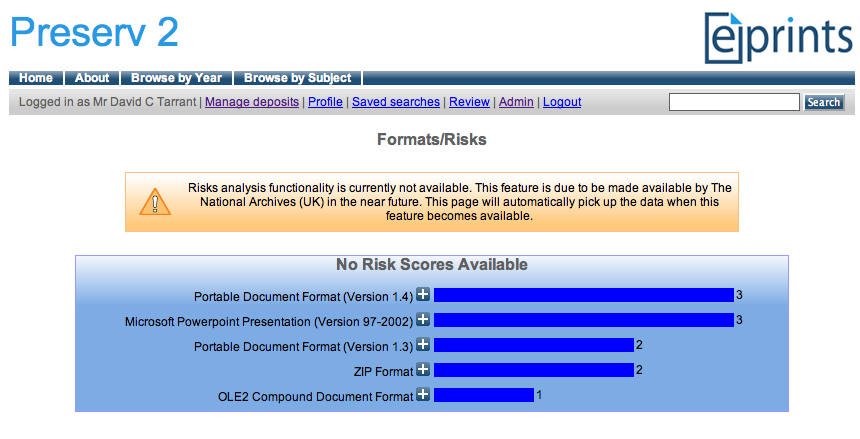 Preserv 2
eprints
Home About Browse by Year Browse by Subject
Logged in as Mr David C Tarrant | Manage deposits | Profile | Saved searches | Review | Admin | Logout Search
Formats/Risks
Risks analysis functionality is currently not available. This feature is due to be made available by The
National Archives (UK) in the near future. This page will automatically pick up the data when this
feature becomes available.
No Risk Scores Available
Portable Document Format (Version 1.4) 3
Microsoft Powerpoint Presentation (Version 97-2002) 3
Portable Document Format (Version 1.3) 2
ZIP Format 2
OLE2 Compound Document Format 1